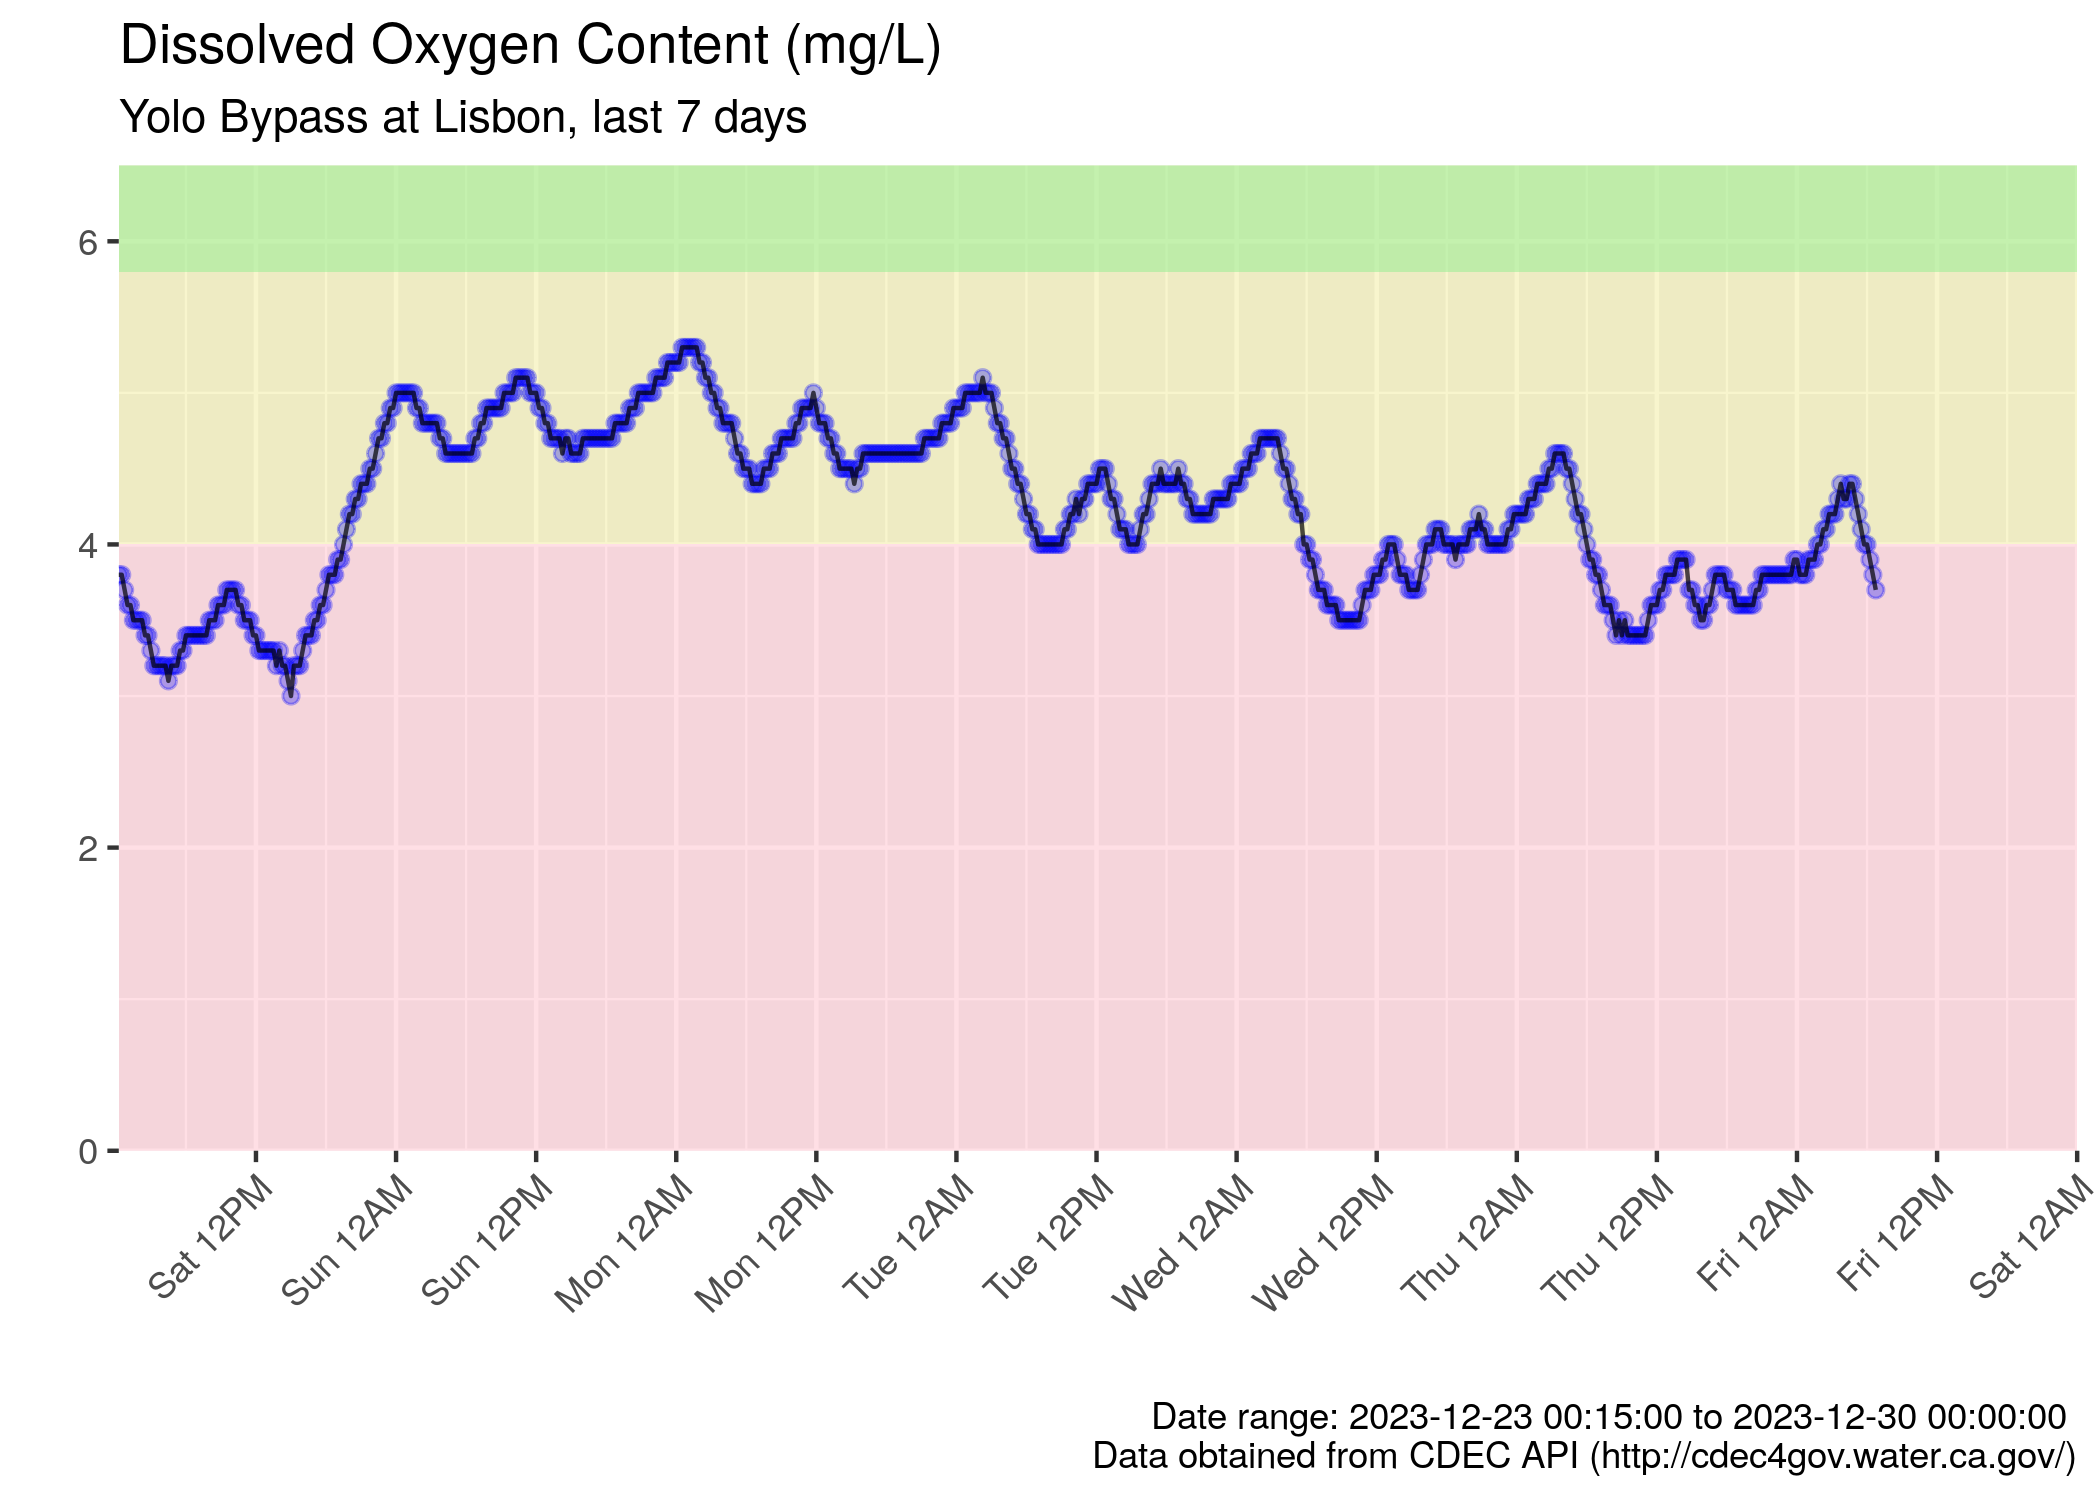 Dissolved Oxygen Content (mg/L)
Yolo Bypass at Lisbon, last 7 days
6
4
2
0
Sat 12PM
Sun 12AM
Sun 12PM
Mon 12AM
Mon 12PM
Tue 12AM
Tue 12PM
Wed 12AM
Wed 12PM
Thu 12AM
Thu 12PM
Fri 12AM
Fri 12PM
Sat 12AM
Date range: 2023-12-23 00:15:00 to 2023-12-30 00:00:00
Data obtained from CDEC API (http://cdec4gov.water.ca.gov/)